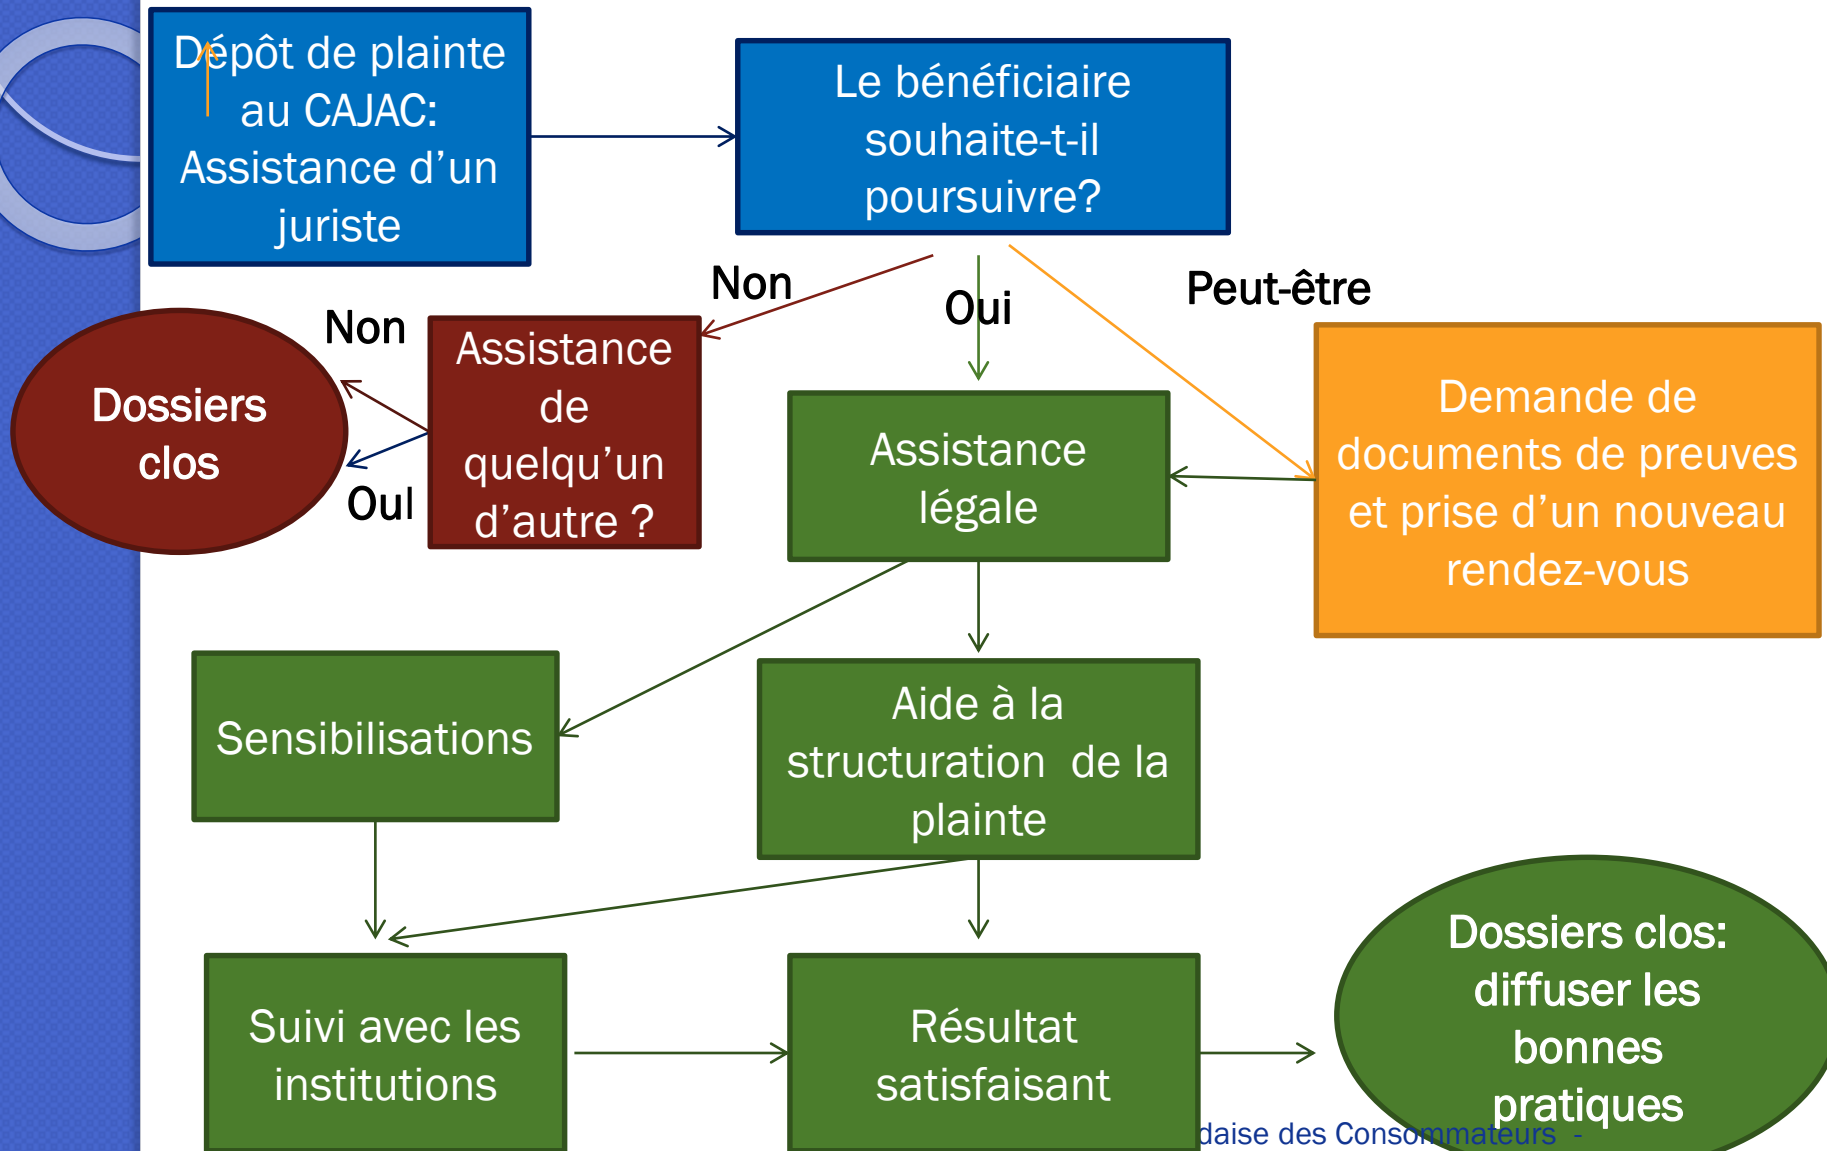 Dépôt de plainte
au CAJAC:
Assistance d’un
juriste
Le bénéficiaire
souhaite-t-il
poursuivre?
Non
Oui
Peut-être
Non
Oul
Dossiers
clos
Assistance
de
quelqu’un
d’autre ?
Assistance
légale
Demande de
documents de preuves
et prise d’un nouveau
rendez-vous
Sensibilisations
Aide à la
structuration de la
plainte
Suivi avec les
institutions
Résultat
satisfaisant
Dossiers clos:
diffuser les
bonnes
pratiques
daise des Consommateurs -